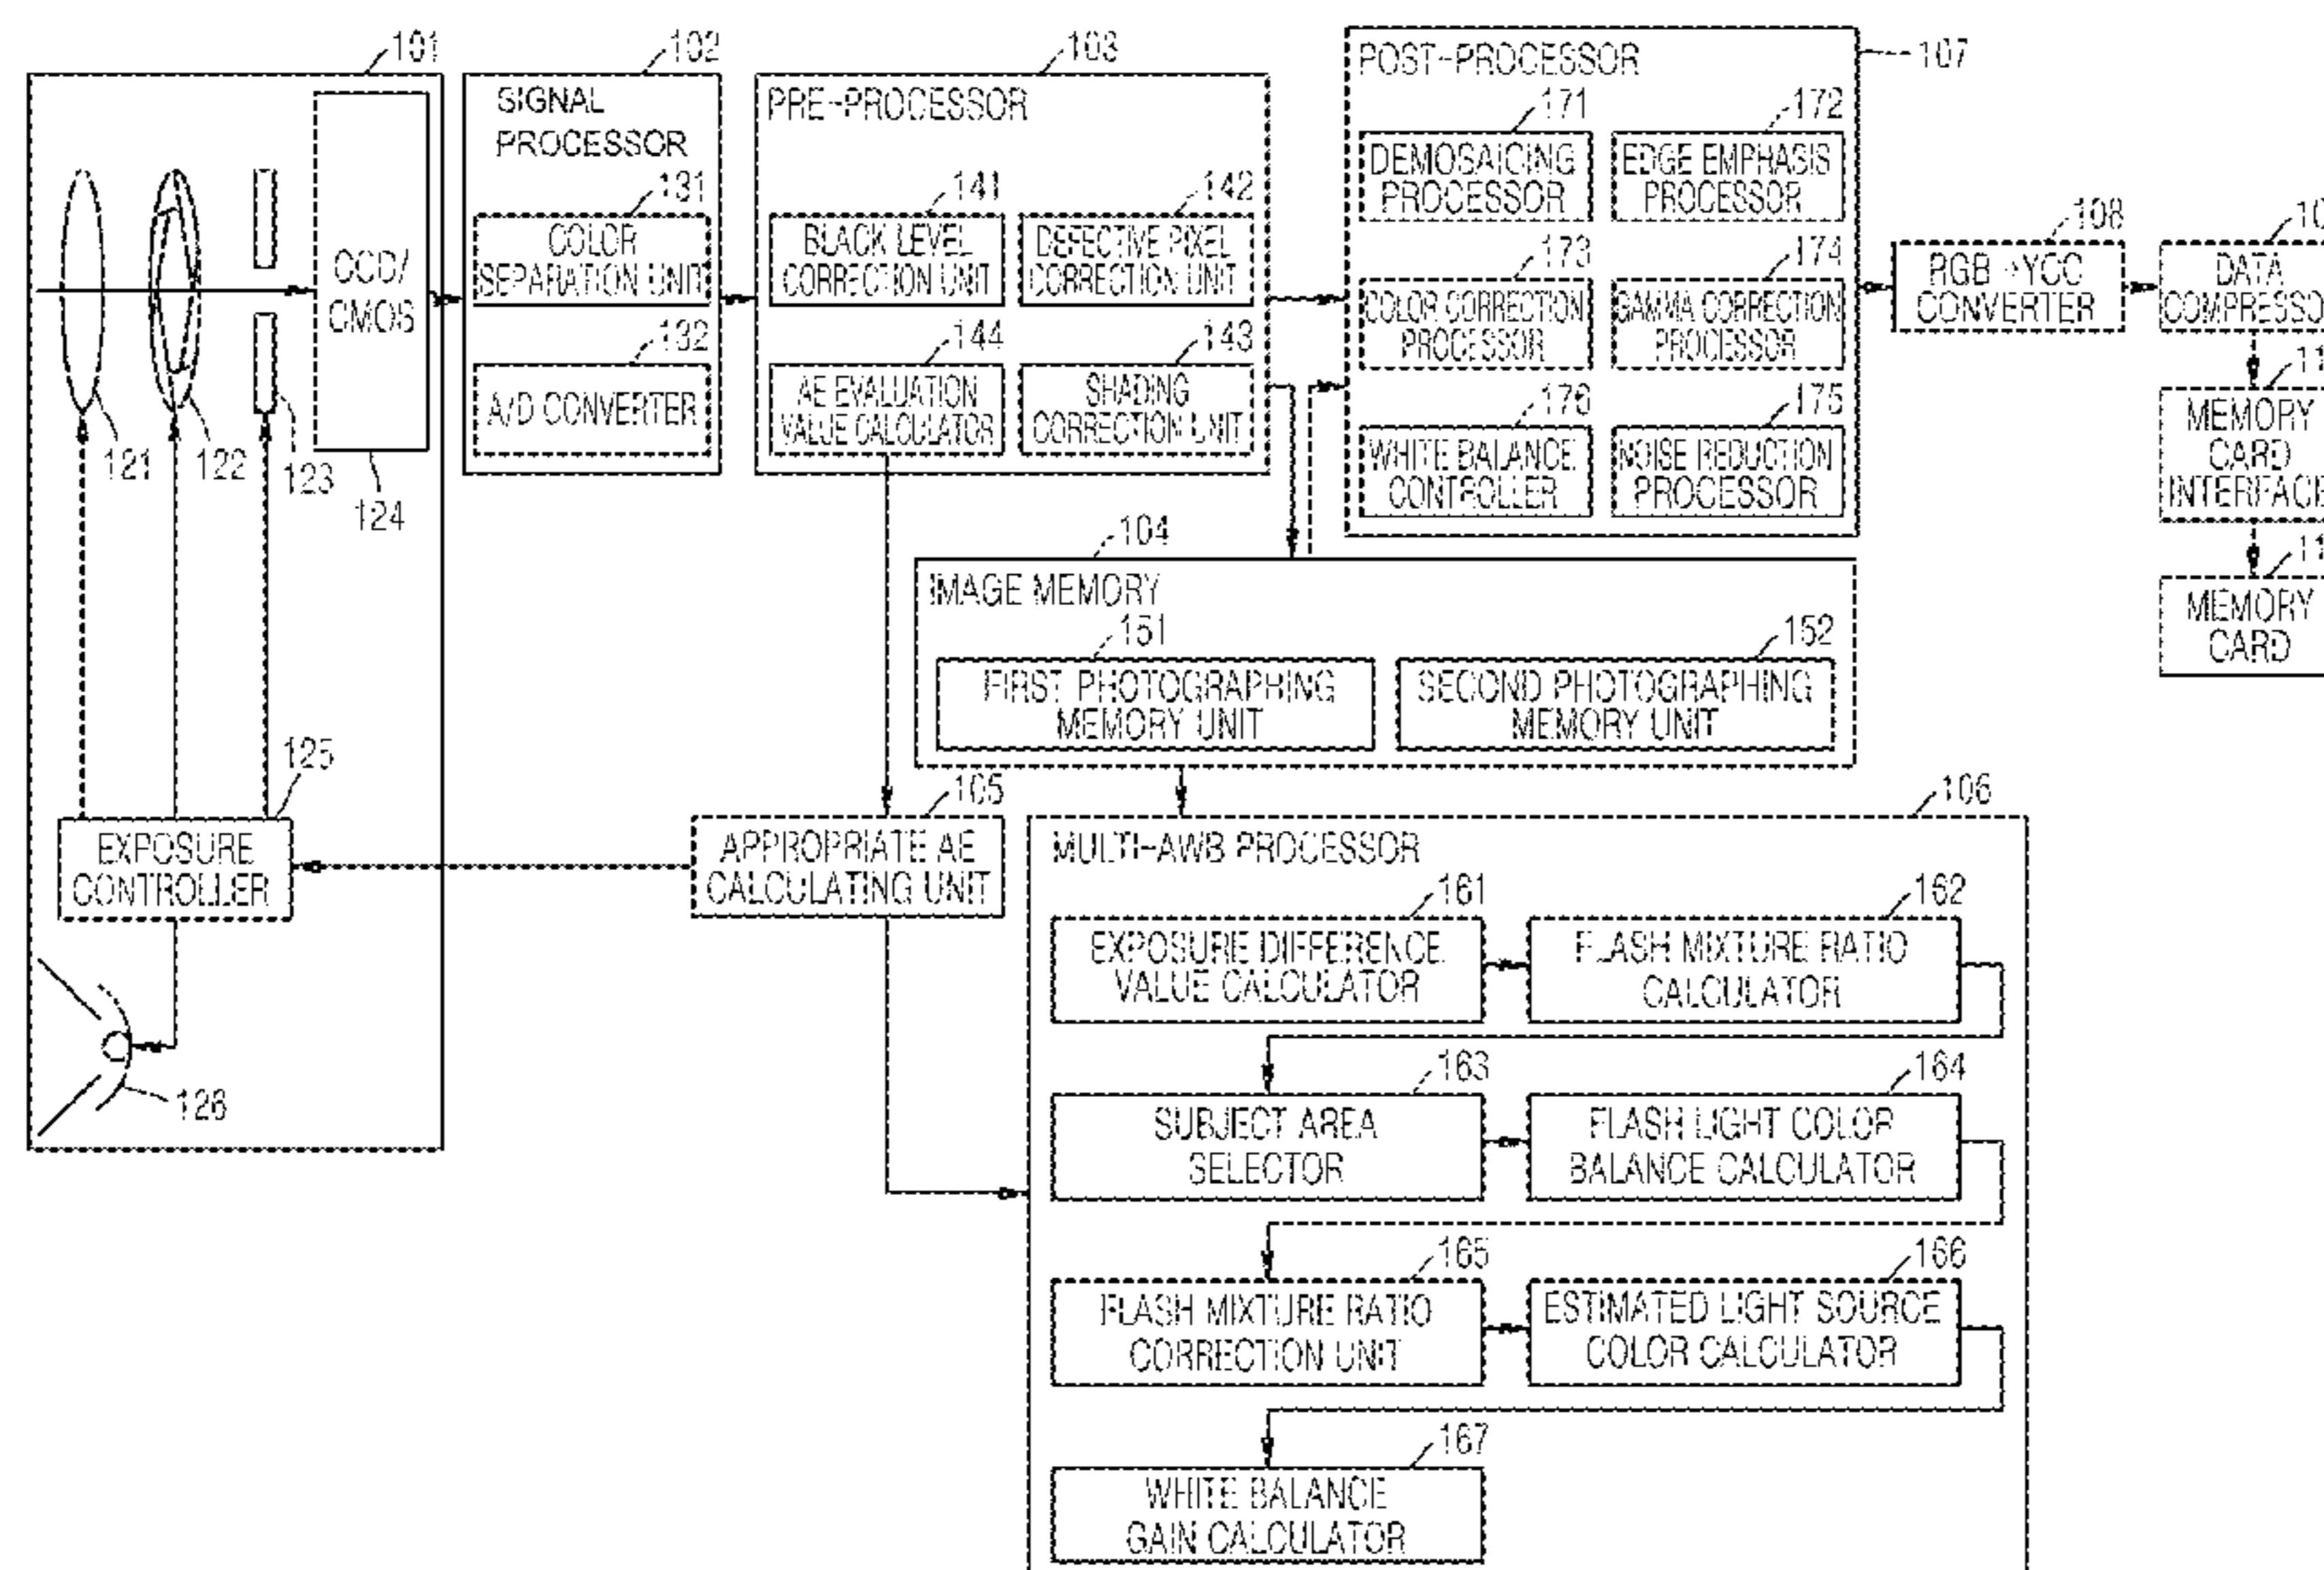 101
CCD/
CMOS
121
122
123
124
125
EXPOSURE
CONTROLLER
126
102
SIGNAL
PROCESSOR
131
COLOR
SEPARATION UNIT
132
A/D CONVERTER
103
PRE-PROCESSOR
141
BLACK LEVEL
CORRECTION UNIT
142
DEFECTIVE PIXEL
CORRECTION UNIT
144
AE EVALUATION
VALUE CALCULATOR
143
SHADING
CORRECTION UNIT
107
POST-PROCESSOR
171
DEMOSAICING
PROCESSOR
172
EDGE EMPHASIS
PROCESSOR
173
COLOR CORRECTION
PROCESSOR
174
GAMMA CORRECTION
PROCESSOR
176
WHITE BALANCE
CONTROLLER
175
NOISE REDUCTION
PROCESSOR
108
RGB→YCC
CONVERTER
10
DATA
COMPRESSO
11
MEMORY
CARD
INTERFACE
11
MEMORY
CARD
104
IMAGE MEMORY
151
FIRST PHOTOGRAPHING
MEMORY UNIT
152
SECOND PHOTOGRAPHING
MEMORY UNIT
105
APPROPRIATE AE
CALCULATING UNIT
106
MULTI-AWB PROCESSOR
161
EXPOSURE DIFFERENCE
VALUE CALCULATOR
162
FLASH MIXTURE RATIO
CALCULATOR
163
SUBJECT AREA
SELECTOR
164
FLASH LIGHT COLOR
BALANCE CALCULATOR
165
FLASH MIXTURE RATIO
CORRECTION UNIT
166
ESTIMATED LIGHT SOURCE
COLOR CALCULATOR
167
WHITE BALANCE
GAIN CALCULATOR